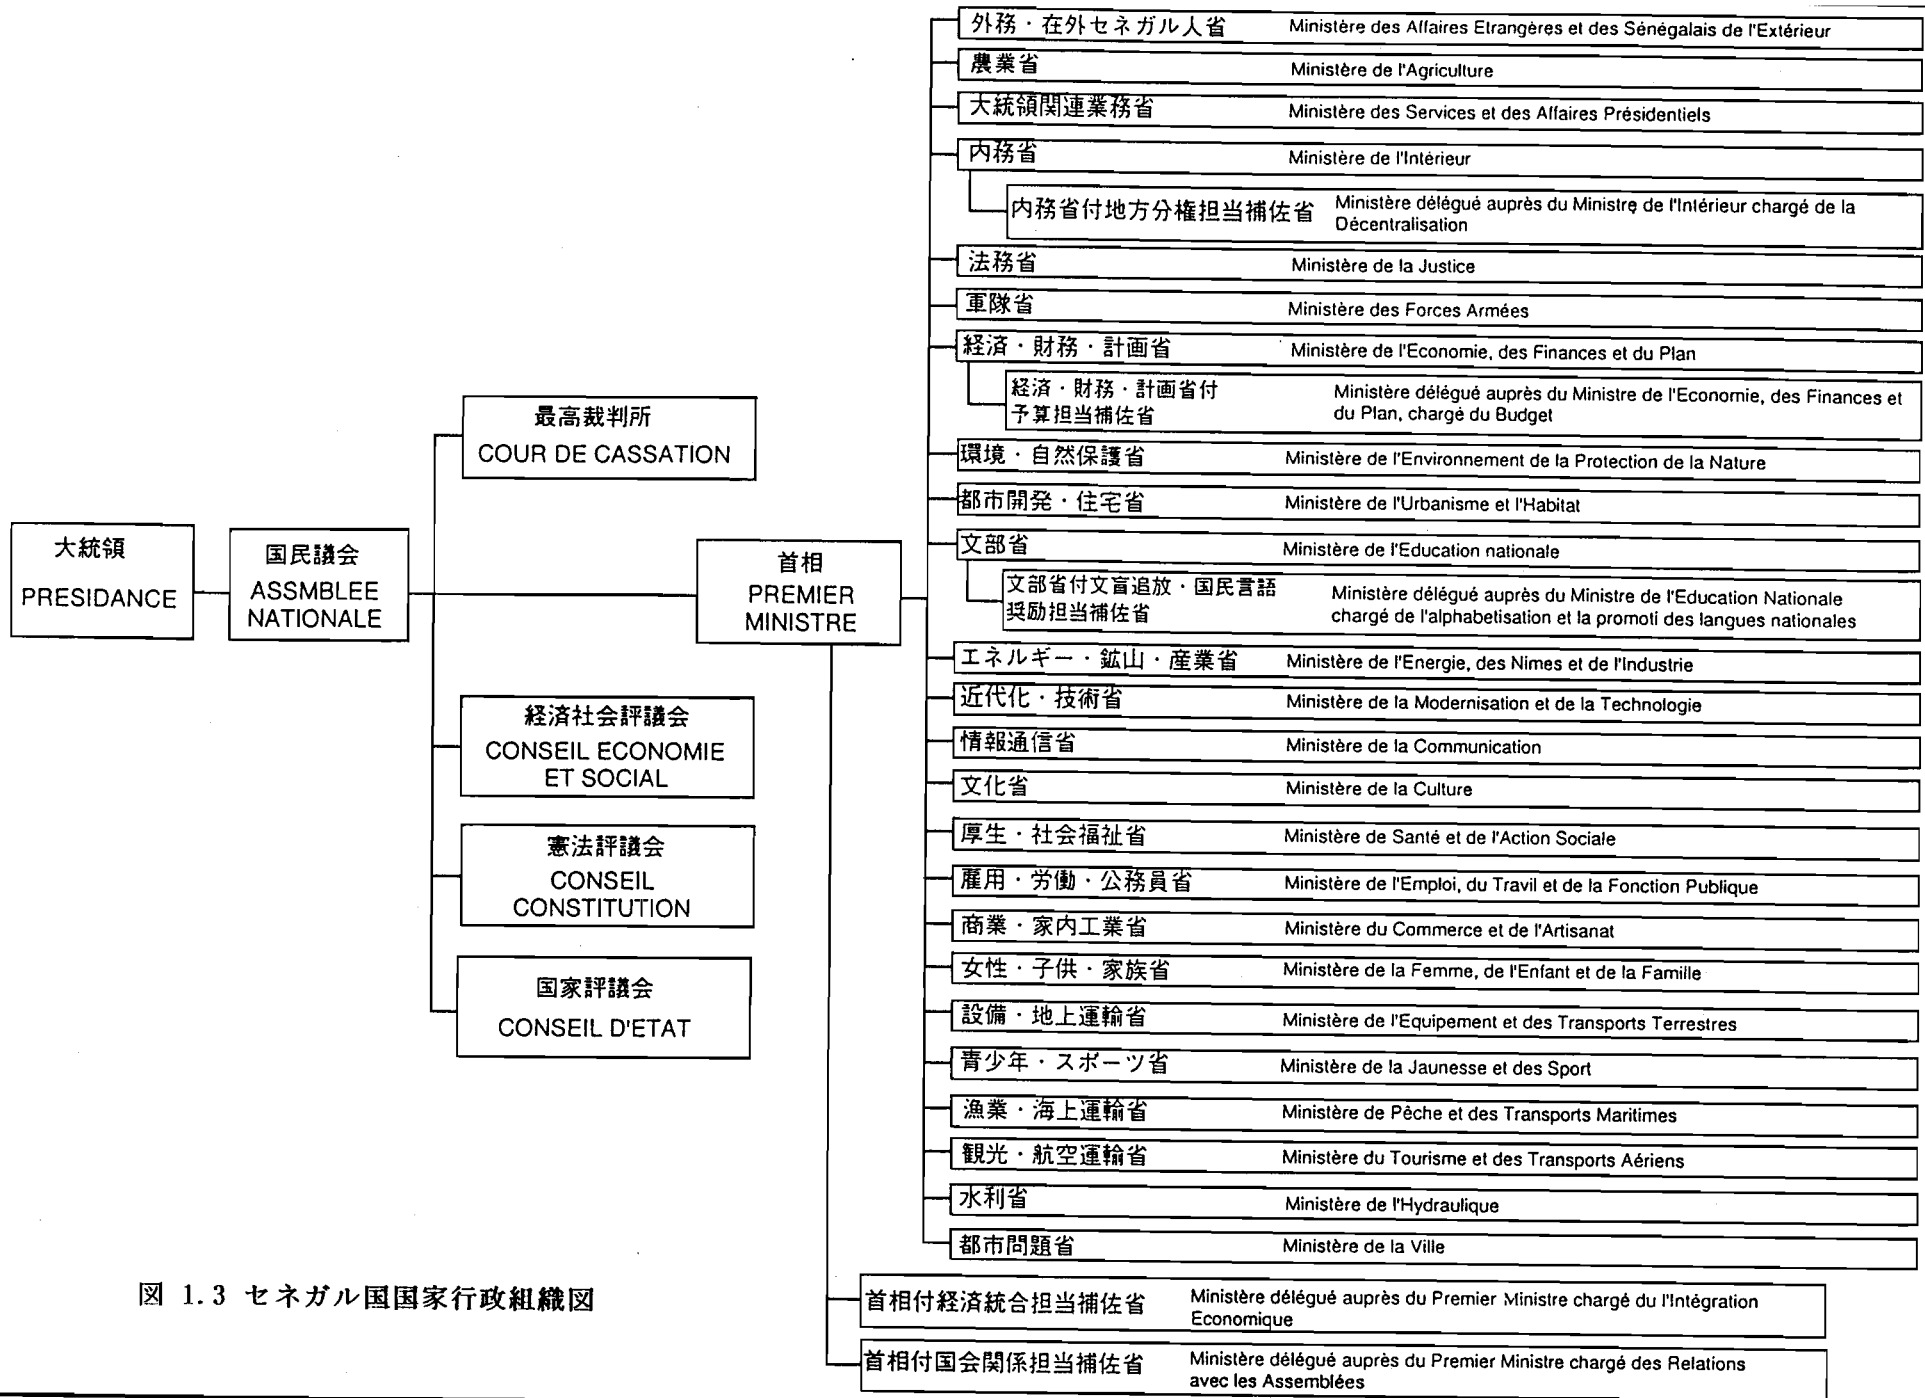 大統領
PRESIDANCE
国民議会
ASSMBLEE
NATIONALE
最高裁判所
COUR DE CASSATION
首相
PREMIER
MINISTRE
経済社会評議会
CONSEIL ECONOMIE
ET SOCIAL
憲法評議会
CONSEIL
CONSTITUTION
国家評議会
CONSEIL D'ETAT
外務・在外セネガル人省 Ministère des Affaires Etrangères et des Sénégalais de l'Extérieur
農業省 Ministère de l'Agriculture
大統領関連業務省 Ministère des Services et des Affaires Présidentiels
内務省 Ministère de l'Intérieur
内務省付地方分権担当補佐省 Ministère délégué auprès du Ministre de l'Intérieur chargé de la
Décentralisation
法務省 Ministère de la Justice
軍隊省 Ministère des Forces Armées
経済・財務・計画省 Ministère de l'Economie, des Finances et du Plan
経済・財務・計画省付
予算担当補佐省
Ministère délégué auprès du Ministre de l'Economie, des Finances et
du Plan, chargé du Budget
環境・自然保護省 Ministère de l'Environnement de la Protection de la Nature
都市開発・住宅省 Ministère de l'Urbanisme et l'Habitat
文部省 Ministère de l'Education nationale
文部省付文盲追放・国民言語
奨励担当補佐省
Ministère délégué auprès du Ministre de l'Education Nationale
chargé de l'alphabetisation et la promoti des langues nationales
エネルギー・鉱山・産業省 Ministère de l'Energie, des Nimes et de l'Industrie
近代化・技術省 Ministère de la Modernisation et de la Technologie
情報通信省 Ministère de la Communication
文化省 Ministère de la Culture
厚生・社会福祉省 Ministère de Santé et de l'Action Sociale
雇用・労働・公務員省 Ministère de l'Emploi, du Travil et de la Fonction Publique
商業・家内工業省 Ministère du Commerce et de l'Artisanat
女性・子供・家族省 Ministère de la Femme, de l'Enfant et de la Famille
設備・地上運輸省 Ministère de l'Equipement et des Transports Terrestres
青少年・スポーツ省 Ministère de la Jaunesse et des Sport
漁業・海上運輸省 Ministère de Pêche et des Transports Maritimes
観光・航空運輸省 Ministère du Tourisme et des Transports Aériens
水利省 Ministère de l'Hydraulique
都市問題省 Ministère de la Ville
首相付経済統合担当補佐省 Ministère délégué auprès du Premier Ministre chargé du l'Intégration
Economique
首相付国会関係担当補佐省 Ministère délégué auprès du Premier Ministre chargé des Relations
avec les Assemblées
図 1.3 セネガル国国家行政組織図